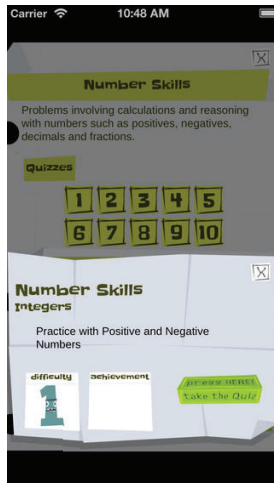 Carrier 10:48 AM
X
Number Skills
Problems involving calculations and reasoning
with numbers such as positives, negatives,
decimals and fractions.
Quizzes
1 2 3 4 5
6 7 8 9 10
X
Number Skills
Integers
Practice with Positive and Negative
Numbers
difficulty achievement
1
press HERE!
take the Quiz